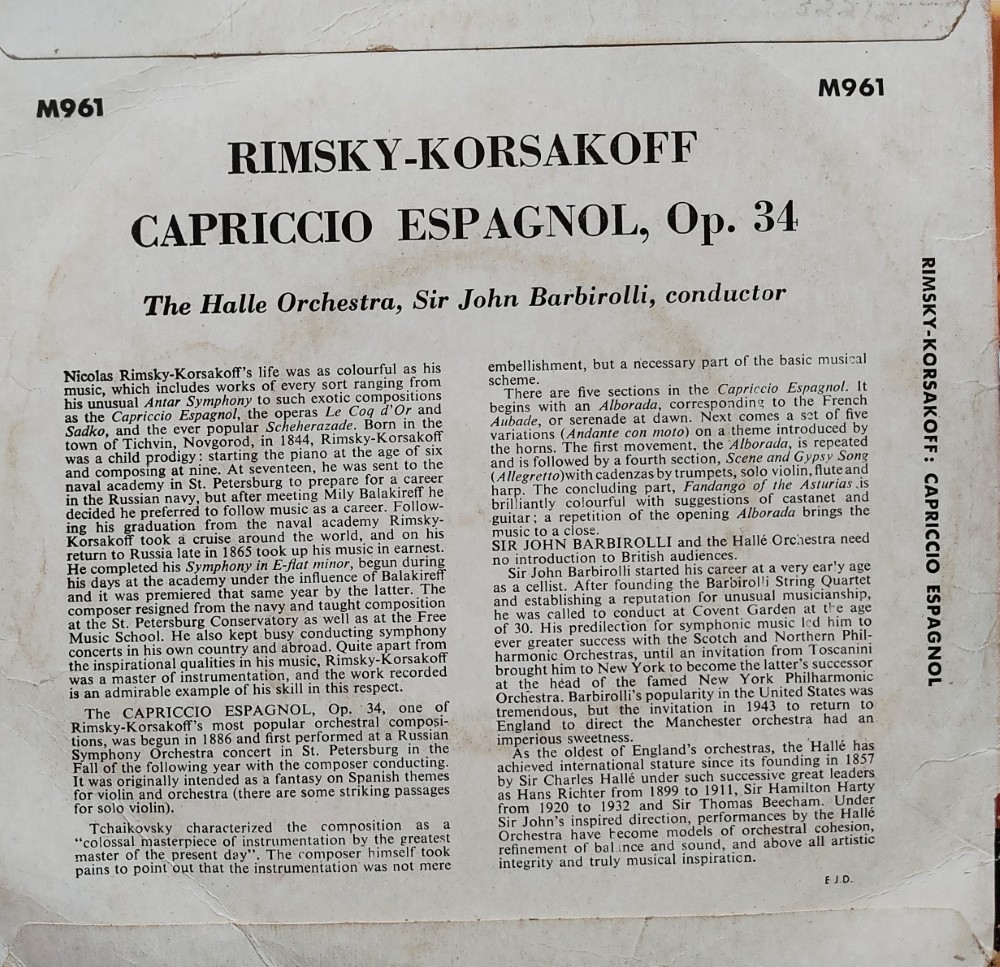 M961
M961
RIMSKY-KORSAKOFF
CAPRICCIO ESPAGNOL, Op. 34
The Halle Orchestra, Sir John Barbirolli, conductor
Nicolas Rimsky-Korsakoff's life was as colourful as his
music, which includes works of every sort ranging from
his unusual Antar Symphony to such exotic compositions
as the Capriccio Espagnol, the operas Le Coq d'Or and
Sadko, and the ever popular Scheherazade. Born in the
town of Tichvin, Novgorod, in 1844, Rimsky-Korsakoff
was a child prodigy: starting the piano at the age of six
and composing at nine. At seventeen, he was sent to the
naval academy in St. Petersburg to prepare for a career
in the Russian navy, but after meeting Mily Balakireff he
decided he preferred to follow music as a career. Follow-
ing his graduation from the naval academy Rimsky-
Korsakoff took a cruise around the world, and on his
return to Russia late in 1865 took up his music in earnest.
He completed his Symphony in E-flat minor, begun during
his days at the academy under the influence of Balakireff
and it was premiered that same year by the latter. The
composer resigned from the navy and taught composition
at the St. Petersburg Conservatory as well as at the Free
Music School. He also kept busy conducting symphony
concerts in his own country and abroad. Quite apart from
the inspirational qualities in his music, Rimsky-Korsakoff
was a master of instrumentation, and the work recorded
is an admirable example of his skill in this respect.
The CAPRICCIO ESPAGNOL, Op. 34, one of
Rimsky-Korsakoff's most popular orchestral composi-
tions, was begun in 1886 and first performed at a Russian
Symphony Orchestra concert in St. Petersburg in the
Fall of the following year with the composer conducting.
It was originally intended as a fantasy on Spanish themes
for violin and orchestra (there are some striking passages
for solo violin).
Tchaikovsky characterized the composition as a
"colossal masterpiece of instrumentation by the greatest
master of the present day". The composer himself took
pains to point out that the instrumentation was not mere
embellishment, but a necessary part of the basic musical
scheme.
There are five sections in the Capriccio Espagnol. It
begins with an Alborada, corresponding to the French
Aubade, or serenade at dawn. Next comes a set of five
variations (Andante con moto) on a theme introduced by
the horns. The first movement, the Alborada, is repeated
and is followed by a fourth section, Scene and Gypsy Song
(Allegretto) with cadenzas by trumpets, solo violin, flute and
harp. The concluding part, Fandango of the Asturias is
brilliantly colourful with suggestions of castanet and
guitar; a repetition of the opening Alborada brings the
music to a close.
SIR JOHN BARBIROLLI and the Hallé Orchestra need
no introduction to British audiences.
Sir John Barbirolli started his career at a very early age
as a cellist. After founding the Barbirolli String Quartet
and establishing a reputation for unusual musicianship,
he was called to conduct at Covent Garden at the age
of 30. His predilection for symphonic music led him to
ever greater success with the Scotch and Northern Phil-
harmonic Orchestras, until an invitation from Toscanini
brought him to New York to become the latter's successor
at the head of the famed New York Philharmonic
Orchestra. Barbirolli's popularity in the United States was
tremendous, but the invitation in 1943 to return to
England to direct the Manchester orchestra had an
imperious sweetness.
As the oldest of England's orchestras, the Hallé has
achieved international stature since its founding in 1857
by Sir Charles Hallé under such successive great leaders
as Hans Richter from 1899 to 1911, Sir Hamilton Harty
from 1920 to 1932 and Sir Thomas Beecham. Under
Sir John's inspired direction, performances by the Hallé
Orchestra have become models of orchestral cohesion,
refinement of balance and sound, and above all artistic
integrity and truly musical inspiration.
E.J.D.
RIMSKY-KORSAKOFF: CAPRICCIO ESPAGNOL